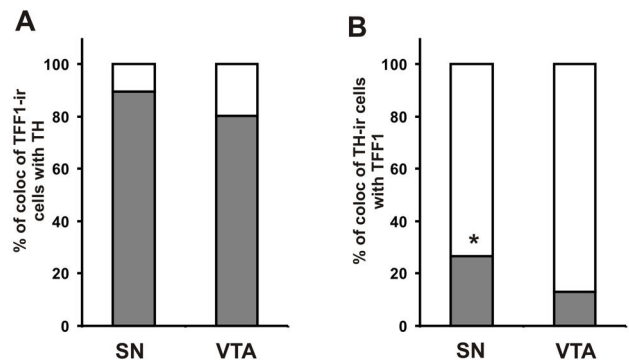 A
% of coloc of TFF1-ir
cells with TH
100
80
60
40
20
0
SN
VTA
B
% of coloc of TH-ir cells
with TFF1
100
80
60
40
20
0
*
SN
VTA